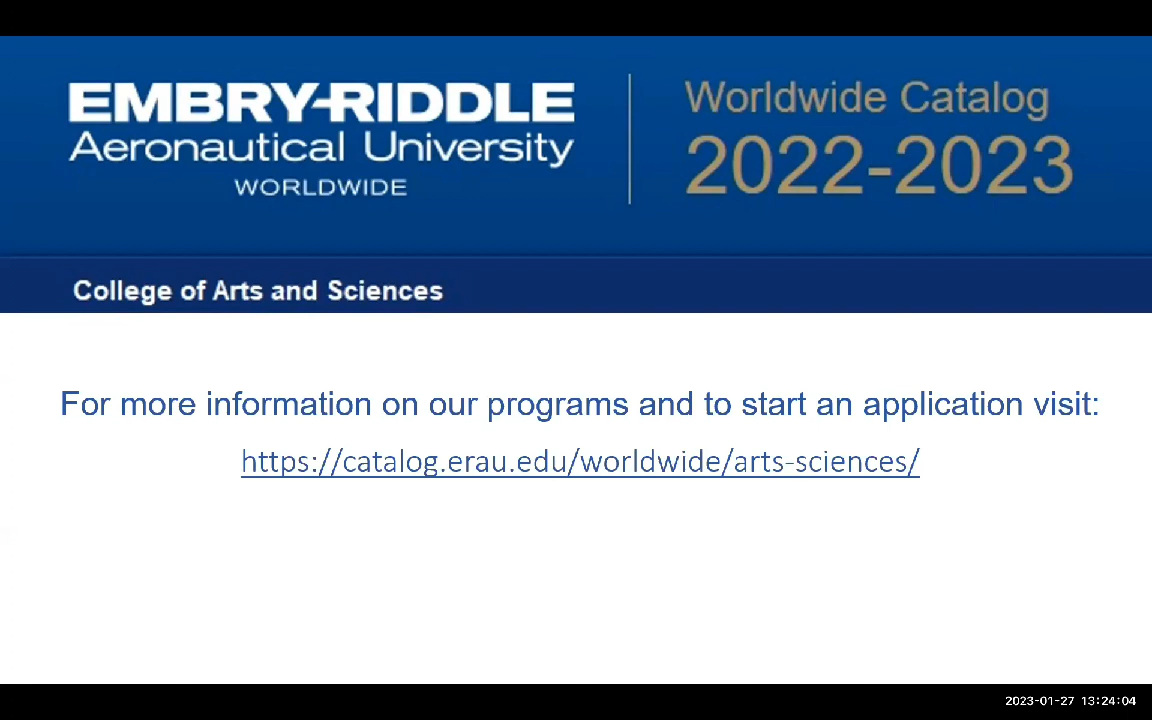 EMBRY-RIDDLE
Aeronautical University
WORLDWIDE
Worldwide Catalog
2022-2023
College of Arts and Sciences
For more information on our programs and to start an application visit:
https://catalog.erau.edu/worldwide/arts-sciences/
2023-01-27 13:24:04